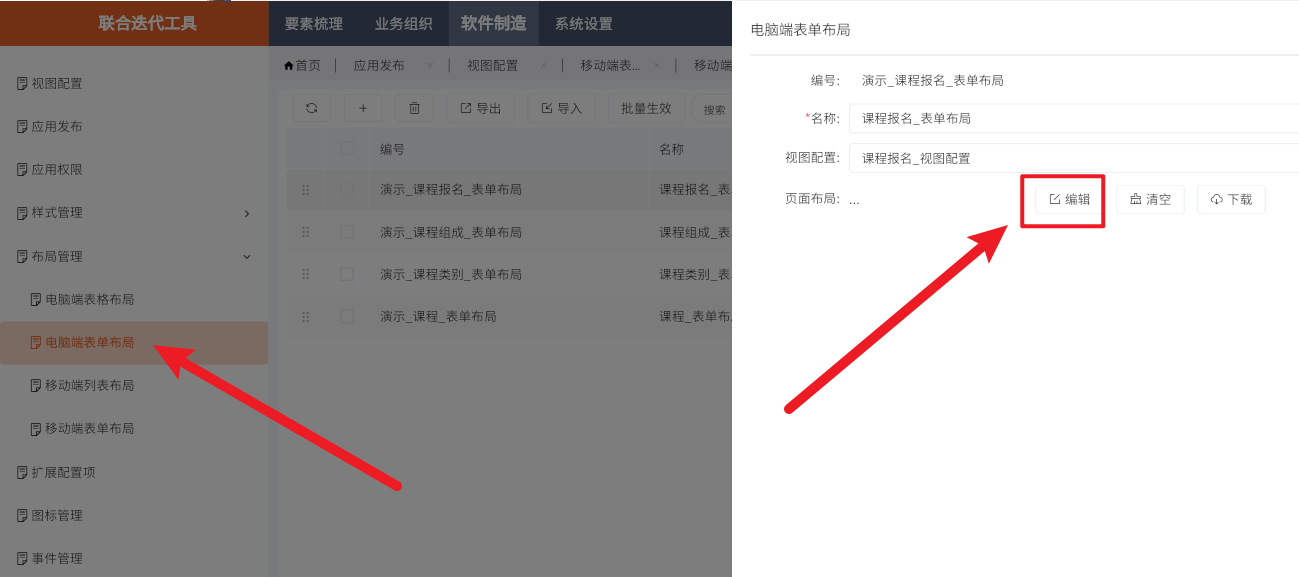 联合迭代工具
要素梳理 业务组织 软件制造 系统设置
视图配置
应用发布
应用权限
样式管理
布局管理
电脑端表格布局
电脑端表单布局
移动端列表布局
移动端表单布局
扩展配置项
图标管理
事件管理
首页 | 应用发布 × | 视图配置 × | 移动端表... × | 移动端
导出 导入 批量生效 搜索
编号 名称
演示_课程报名_表单布局 课程报名_表
演示_课程组成_表单布局 课程组成_表
演示_课程类别_表单布局 课程类别_表
演示_课程_表单布局 课程_表单布
电脑端表单布局
编号: 演示_课程报名_表单布局
*名称: 课程报名_表单布局
视图配置: 课程报名_视图配置
页面布局: ... 编辑 清空 下载